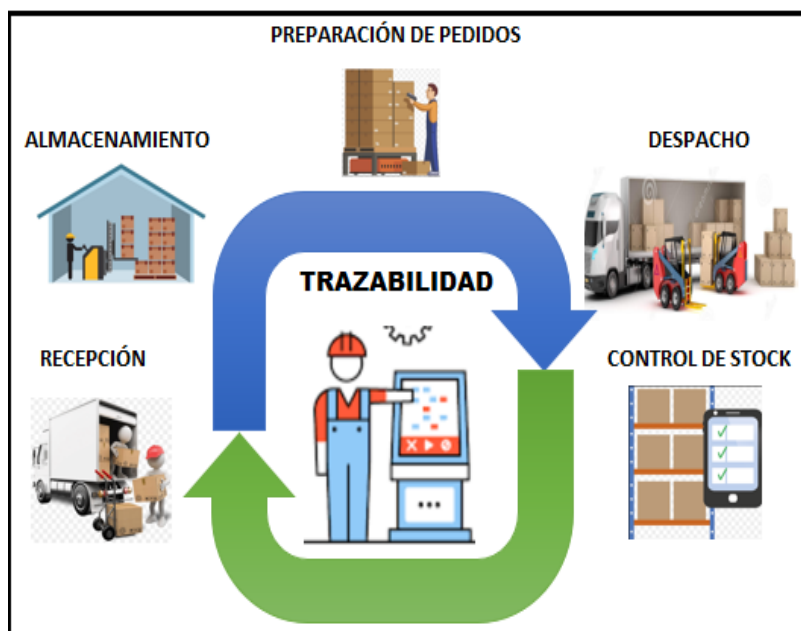 PREPARACIÓN DE PEDIDOS
ALMACENAMIENTO
DESPACHO
TRAZABILIDAD
RECEPCIÓN
CONTROL DE STOCK